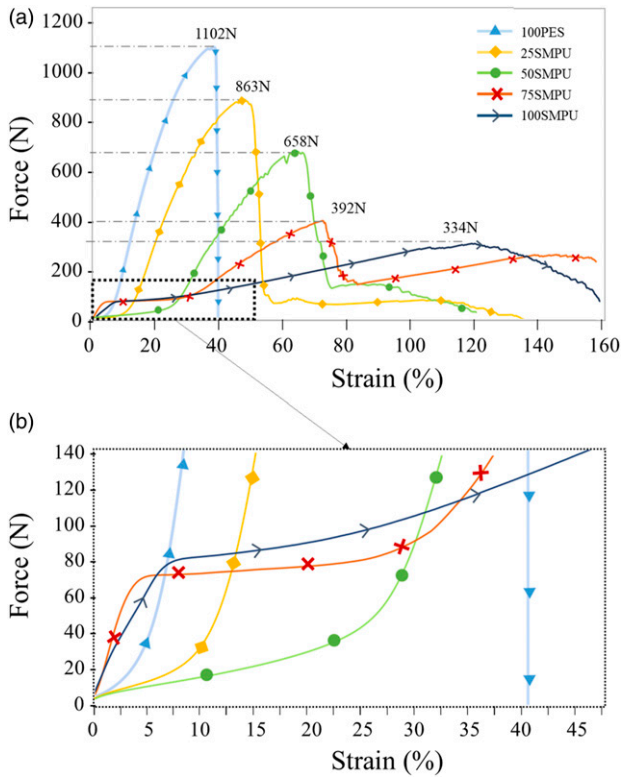 (a)
1200
1000
800
600
400
200
0
Force (N)
1102N
863N
658N
392N
334N
100PES
25SMPU
50SMPU
75SMPU
100SMPU
0 20 40 60 80 100 120 140 160
Strain (%)
(b)
140
120
100
80
60
40
20
0
Force (N)
0 5 10 15 20 25 30 35 40 45
Strain (%)